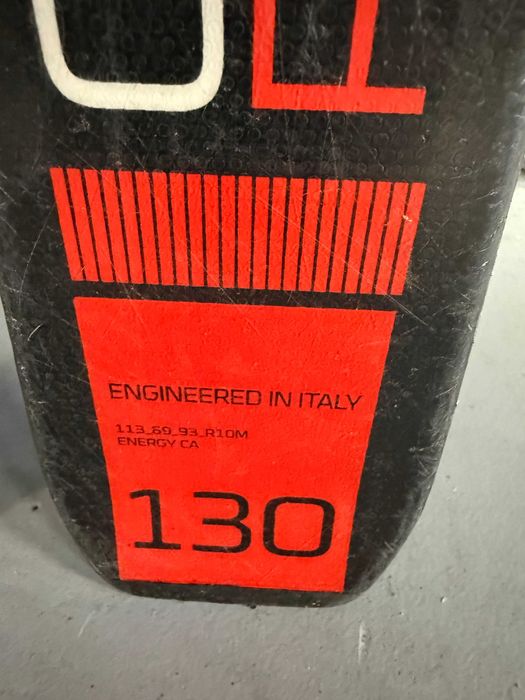 ENGINEERED IN ITALY
113_69_93_R10M
ENERGY CA
130